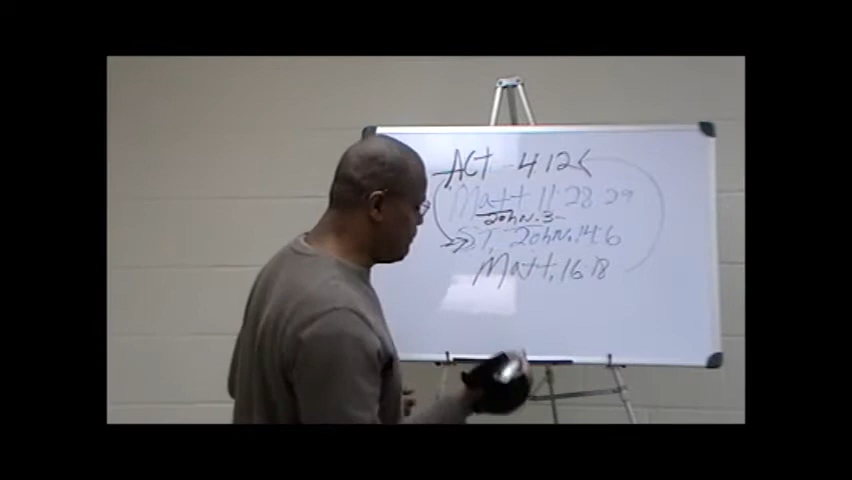 ACT - 4:12
Matt 11:28-29
John. 3-
ST. John. 14:6
Matt. 16:18